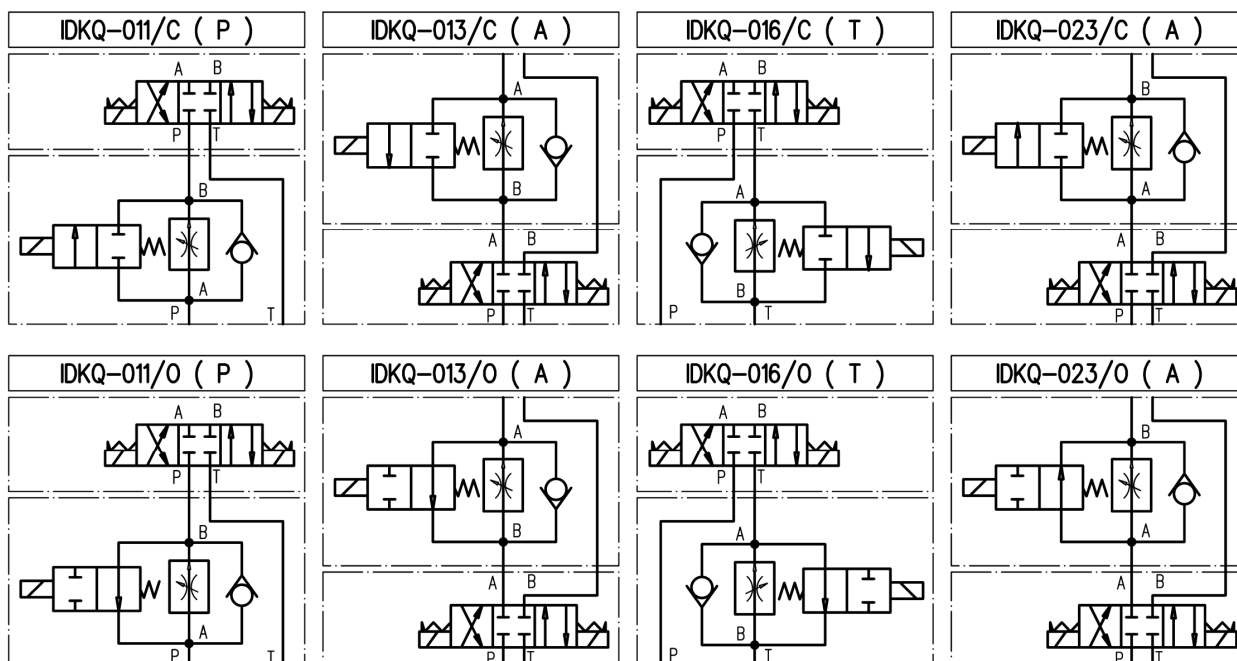 IDKQ-011/C ( P )
IDKQ-013/C ( A )
IDKQ-016/C ( T )
IDKQ-023/C ( A )
A B
P T
B
A
P T
A
B
A B
P T
A B
P T
A
B
P T
B
A
A B
P T
IDKQ-011/O ( P )
IDKQ-013/O ( A )
IDKQ-016/O ( T )
IDKQ-023/O ( A )
A B
P T
B
A
P T
A
B
A B
P T
A B
P T
A
B
P T
B
A
A B
P T